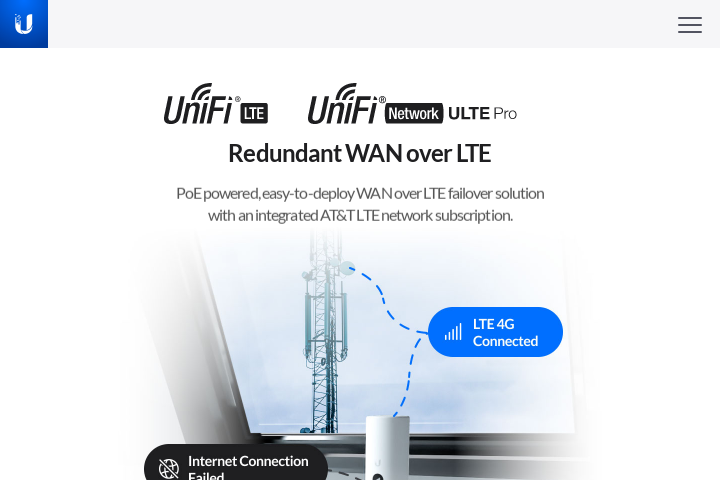 UniFi® LTE UniFi® Network ULTE Pro
Redundant WAN over LTE
PoE powered, easy-to-deploy WAN over LTE failover solution
with an integrated AT&T LTE network subscription.
LTE 4G
Connected
Internet Connection
Failed